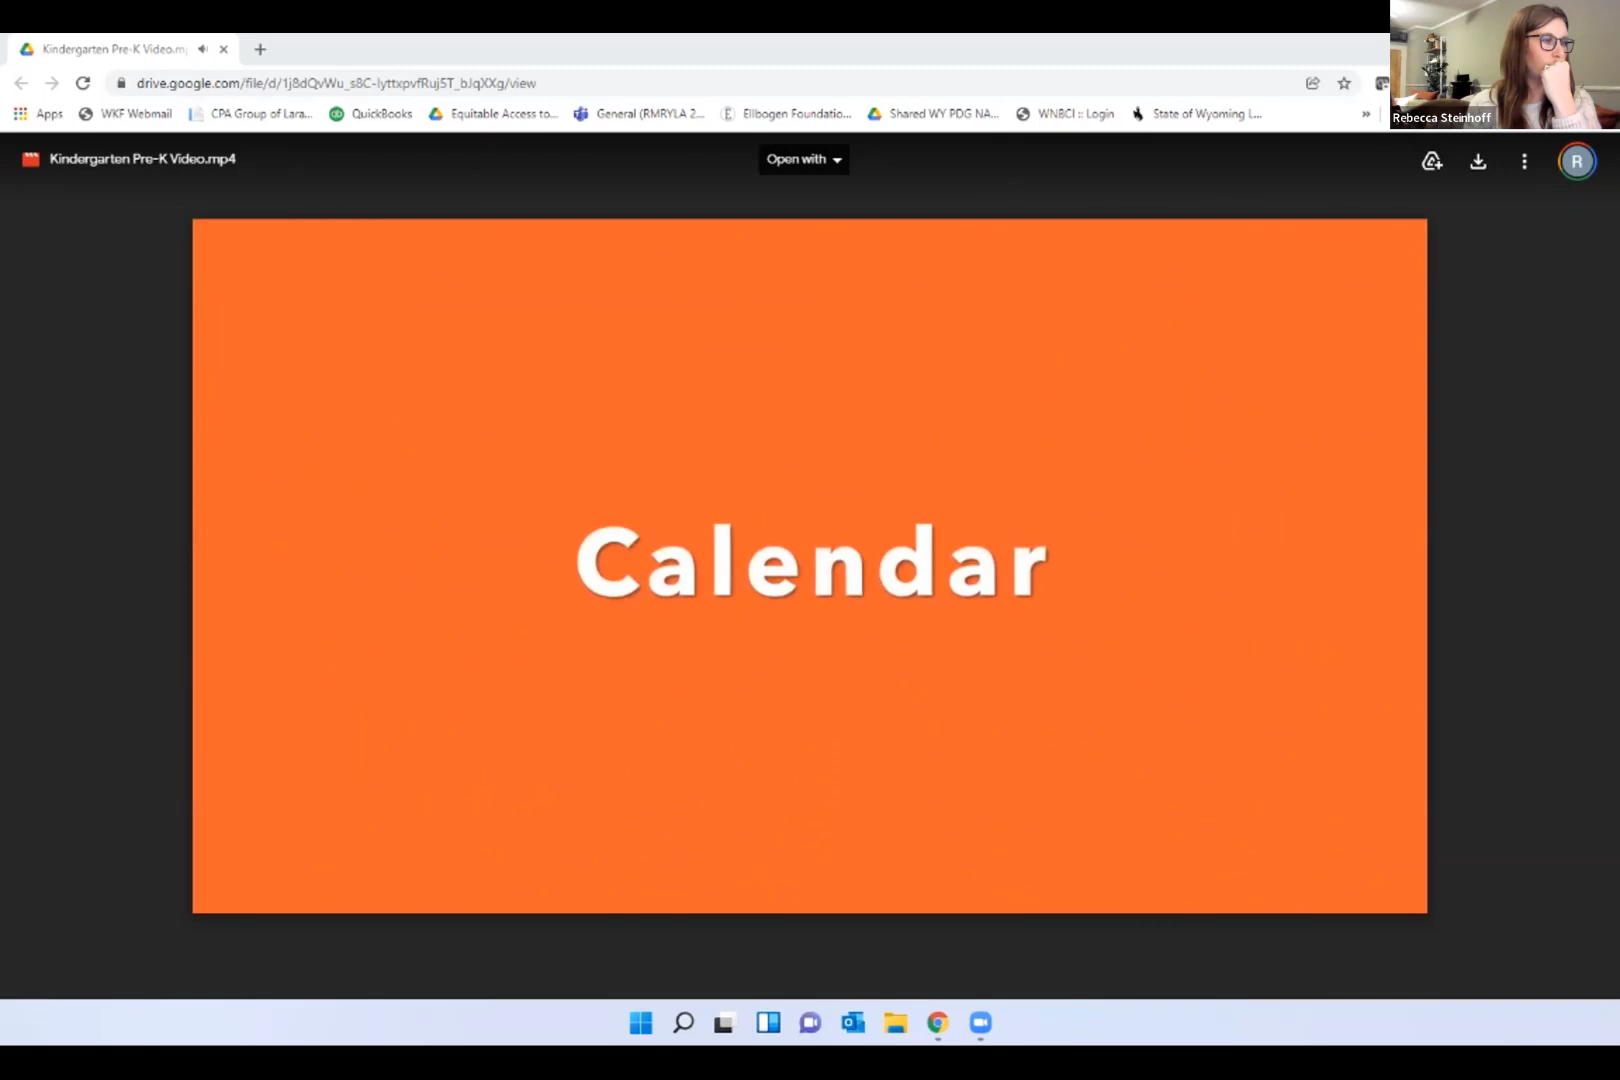 Kindergarten Pre-K Video.m
drive.google.com/file/d/1j8dQvWu_s8C-lyttxpvfRuj5T_bJqXXg/view
Apps WKF Webmail CPA Group of Lara... QuickBooks Equitable Access to... General (RMRYLA 2... Ellbogen Foundatio... Shared WY PDG NA... WNBCI :: Login State of Wyoming L... »
Rebecca Steinhoff
Kindergarten Pre-K Video.mp4
Open with
R
Calendar